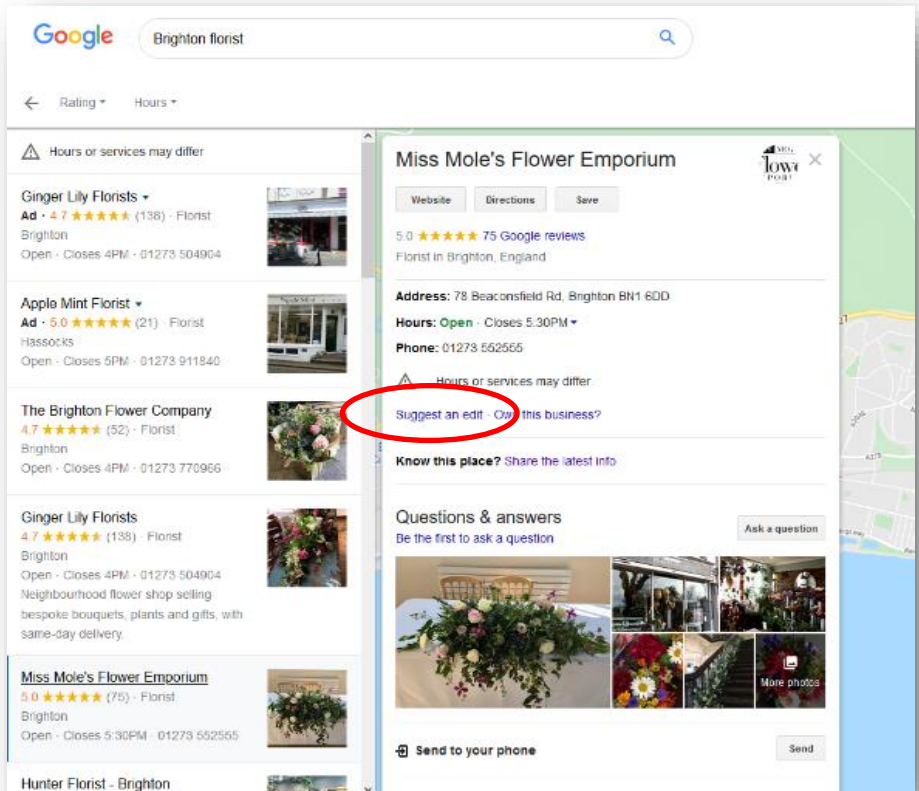 Google
Brighton florist
Rating
Hours
Hours or services may differ
Ginger Lily Florists
Ad · 4.7 (138) · Florist
Brighton
Open · Closes 4PM · 01273 504904
Apple Mint Florist
Ad · 5.0 (21) · Florist
Hassocks
Open · Closes 5PM · 01273 911840
The Brighton Flower Company
4.7 (52) · Florist
Brighton
Open · Closes 4PM · 01273 770966
Ginger Lily Florists
4.7 (138) · Florist
Brighton
Open · Closes 4PM · 01273 504904
Neighbourhood flower shop selling
bespoke bouquets, plants and gifts, with
same-day delivery.
Miss Mole's Flower Emporium
5.0 (75) · Florist
Brighton
Open · Closes 5:30PM · 01273 552555
Hunter Florist - Brighton
Miss Mole's Flower Emporium
Website
Directions
Save
5.0 75 Google reviews
Florist in Brighton, England
Address: 78 Beaconsfield Rd, Brighton BN1 6DD
Hours: Open · Closes 5:30PM
Phone: 01273 552555
Hours or services may differ
Suggest an edit · Own this business?
Know this place? Share the latest info
Questions & answers
Be the first to ask a question
Ask a question
More photos
Send to your phone
Send